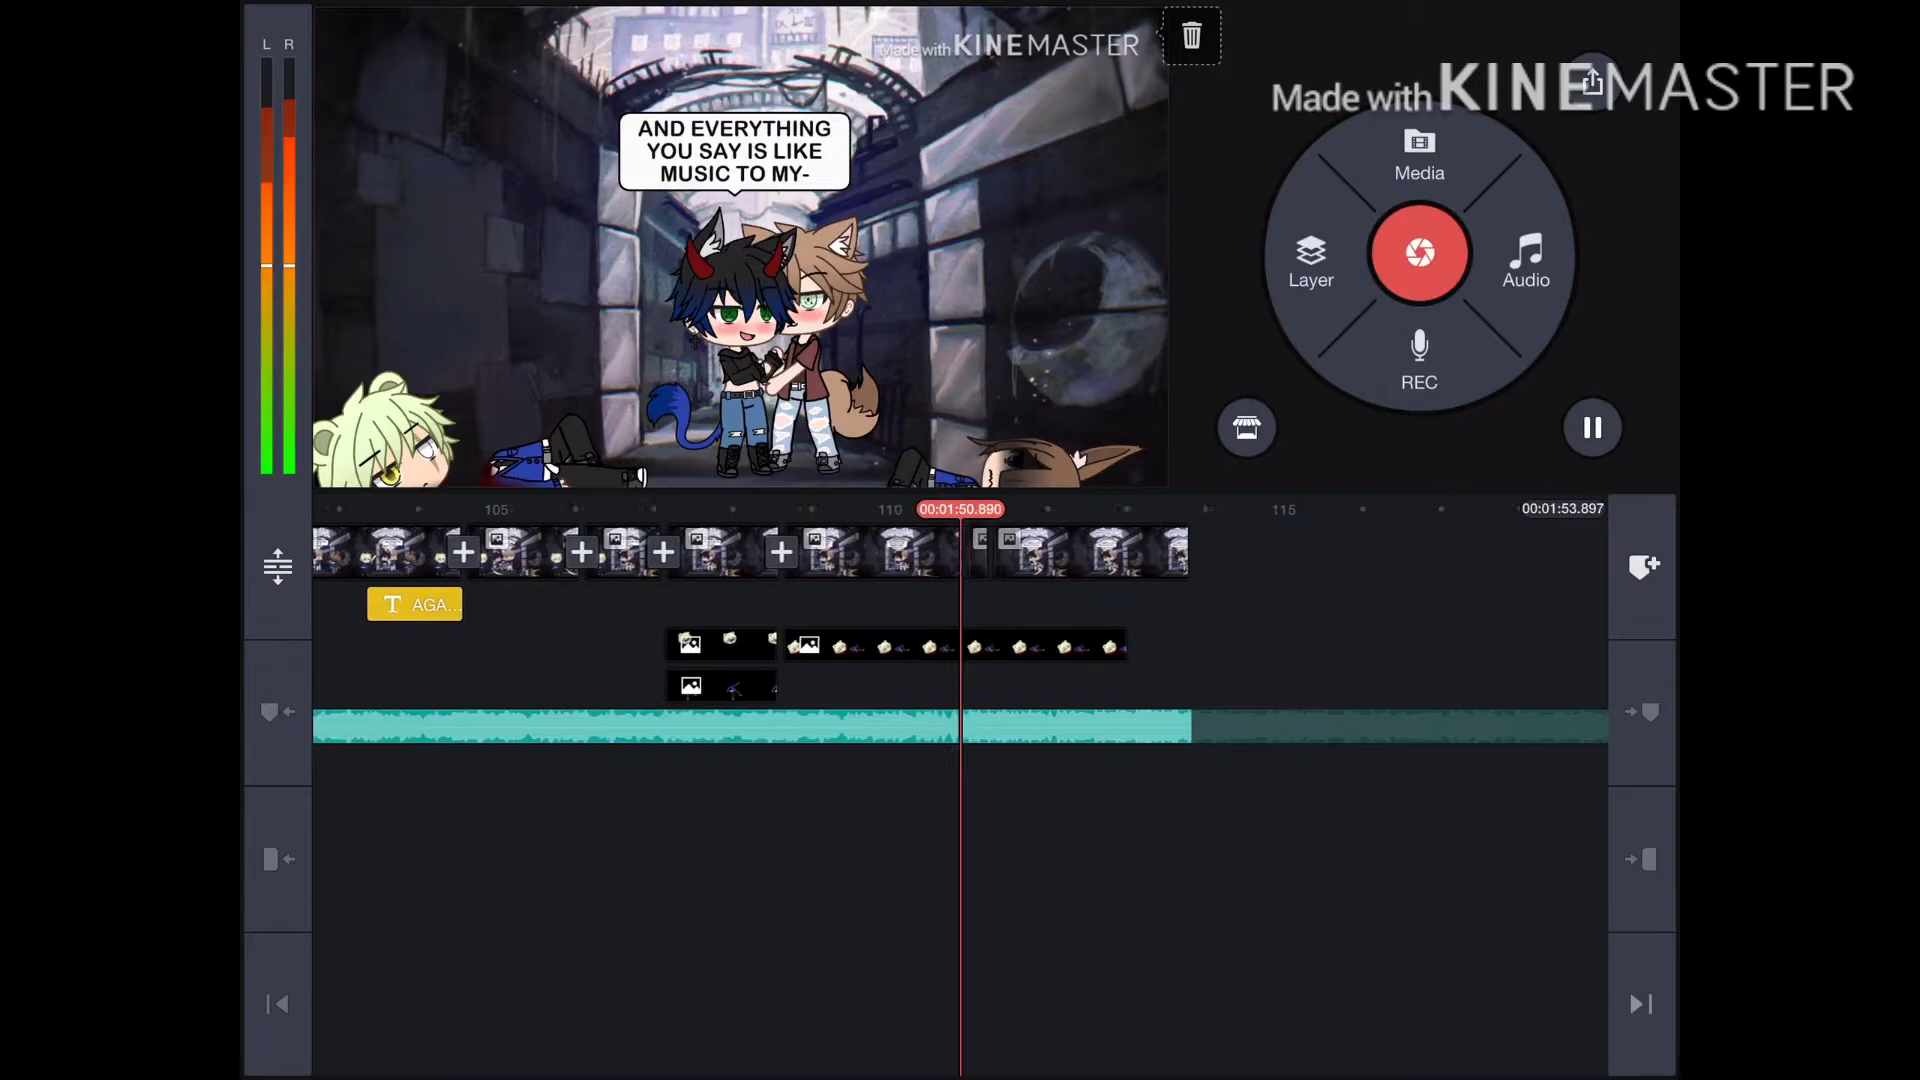 L R
Made with KINEMASTER
Made with KINEMASTER
AND EVERYTHING
YOU SAY IS LIKE
MUSIC TO MY-
Media
Layer
Audio
REC
105
110
00:01:50.890
115
00:01:53.897
T AGA...